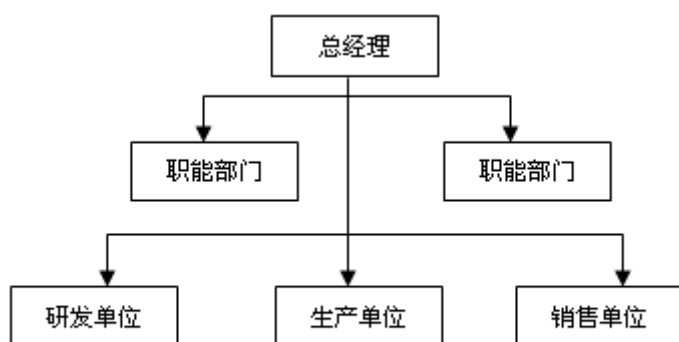 总经理
职能部门
职能部门
研发单位
生产单位
销售单位